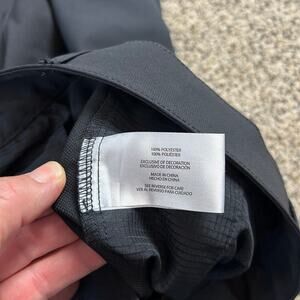 100% POLYESTER
100% POLIÉSTER
EXCLUSIVE OF DECORATION
EXCLUSIVO DE DECORACIÓN
MADE IN CHINA
HECHO EN CHINA
SEE REVERSE FOR CARE
VER AL REVERSO PARA CUIDADO